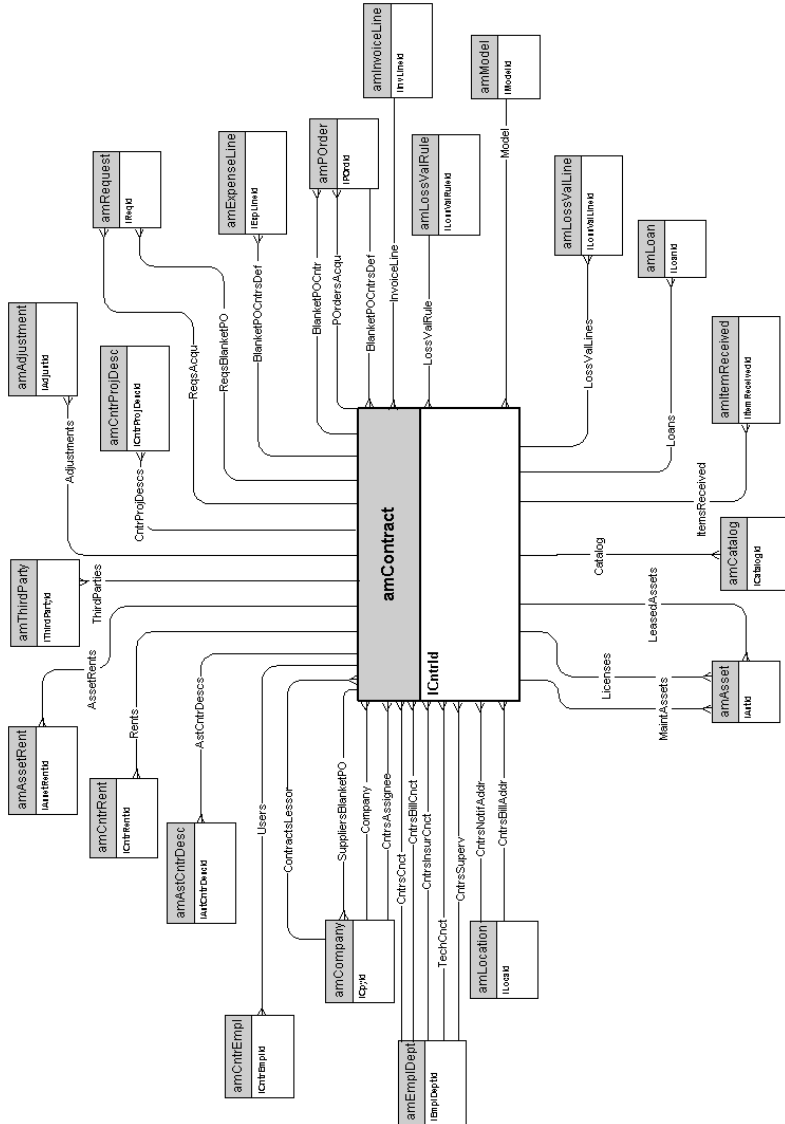 amContract
lCntrId
amInvoiceLine
lInvLineId
amModel
lModelId
amRequest
lReqId
amExpenseLine
lExpLineId
amPOrder
lPOrdId
amLossValRule
lLossValRuleId
amLossValLine
lLossValLineId
amLoan
lLoanId
amAdjustment
lAdjustId
amCntrProjDesc
lCntrProjDescId
amItemReceived
lItemReceivedId
amThirdParty
lThirdPartyId
amCatalog
lCatalogId
amAssetRent
lAssetRentId
amAsset
lAstId
amCntrRent
lCntrRentId
amAstCntrDesc
lAstCntrDescId
amCompany
lCpyId
amLocation
lLocaId
amCntrEmpl
lCntrEmplId
amEmplDept
lEmplDeptId
ReqsAcqu
ReqsBlanketPO
BlanketPOCntrsDef
BlanketPOCntr
POrdersAcqu
BlanketPOCntrsDef
InvoiceLine
LossValRule
Model
Adjustments
CntrProjDescs
LossValLines
Loans
ItemsReceived
ThirdParties
Catalog
AssetRents
LeasedAssets
Rents
Licenses
MaintAssets
AstCntrDescs
Users
ContractsLessor
SuppliersBlanketPO
Company
CntrsAssignee
CntrsCnct
CntrsBillCnct
CntrsInsurCnct
TechCnct
CntrsSuperv
CntrsNotifAddr
CntrsBillAddr